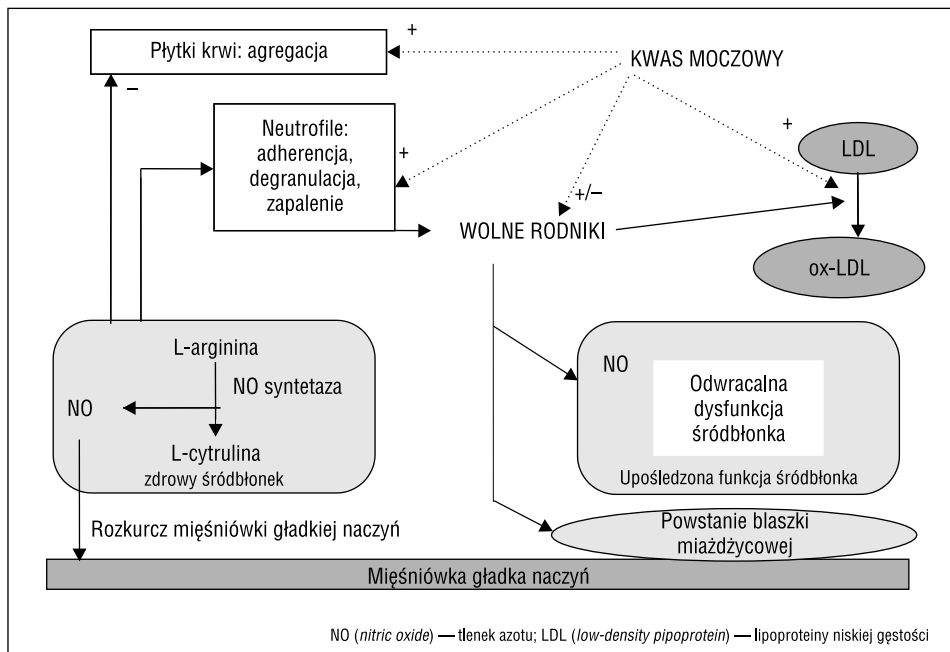 Płytki krwi: agregacja
+
KWAS MOCZOWY
–
Neutrofile:
adherencja,
degranulacja,
zapalenie
+
+/–
+
LDL
WOLNE RODNIKI
ox-LDL
L-arginina
NO syntetaza
NO
L-cytrulina
zdrowy śródbłonek
NO
Odwracalna
dysfunkcja
śródbłonka
Upośledzona funkcja śródbłonka
Rozkurcz mięśniówki gładkiej naczyń
Powstanie blaszki
miażdżycowej
Mięśniówka gładka naczyń
NO (nitric oxide) — tlenek azotu; LDL (low-density pipoprotein) — lipoproteiny niskiej gęstości